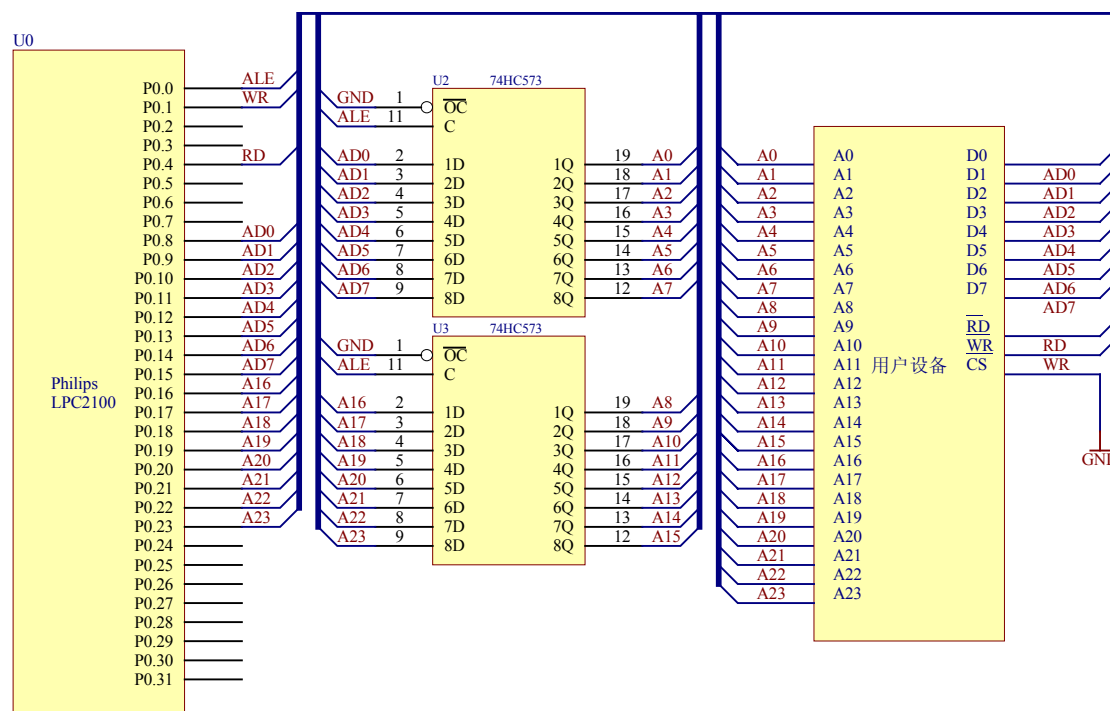 U0
P0.0 ALE
P0.1 WR
P0.2
P0.3
P0.4 RD
P0.5
P0.6
P0.7
P0.8 AD0
P0.9 AD1
P0.10 AD2
P0.11 AD3
P0.12 AD4
P0.13 AD5
P0.14 AD6
P0.15 AD7
P0.16 A16
P0.17 A17
P0.18 A18
P0.19 A19
P0.20 A20
P0.21 A21
P0.22 A22
P0.23 A23
P0.24
P0.25
P0.26
P0.27
P0.28
P0.29
P0.30
P0.31
Philips
LPC2100
U2 74HC573
GND 1 OC
ALE 11 C
AD0 2 1D 1Q 19 A0
AD1 3 2D 2Q 18 A1
AD2 4 3D 3Q 17 A2
AD3 5 4D 4Q 16 A3
AD4 6 5D 5Q 15 A4
AD5 7 6D 6Q 14 A5
AD6 8 7D 7Q 13 A6
AD7 9 8D 8Q 12 A7
U3 74HC573
GND 1 OC
ALE 11 C
A16 2 1D 1Q 19 A8
A17 3 2D 2Q 18 A9
A18 4 3D 3Q 17 A10
A19 5 4D 4Q 16 A11
A20 6 5D 5Q 15 A12
A21 7 6D 6Q 14 A13
A22 8 7D 7Q 13 A14
A23 9 8D 8Q 12 A15
A0 A0 D0
A1 A1 D1 AD0
A2 A2 D2 AD1
A3 A3 D3 AD2
A4 A4 D4 AD3
A5 A5 D5 AD4
A6 A6 D6 AD5
A7 A7 D7 AD6
A8 A8 AD7
A9 A9 RD
A10 A10 WR RD
A11 A11 用户设备 CS WR
A12 A12
A13 A13
A14 A14
A15 A15
A16 A16 GND
A17 A17
A18 A18
A19 A19
A20 A20
A21 A21
A22 A22
A23 A23